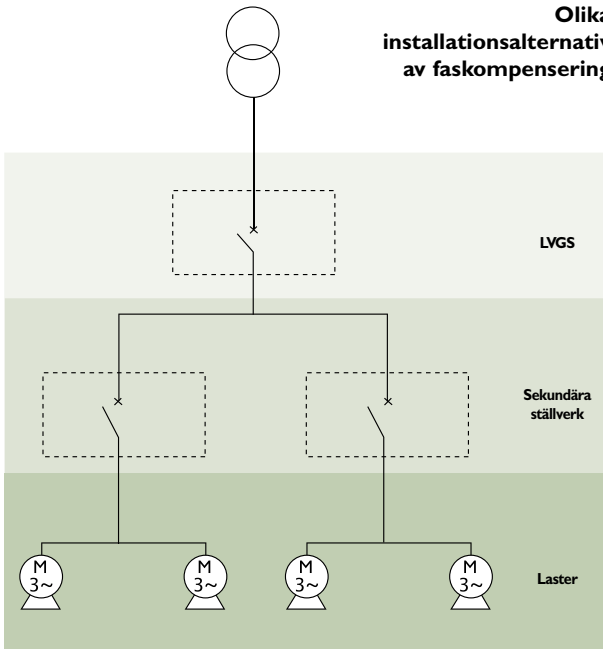 Olika
installationsalternativ
av faskompensering
LVGS
Sekundära
ställverk
M
3~
M
3~
M
3~
M
3~
Laster